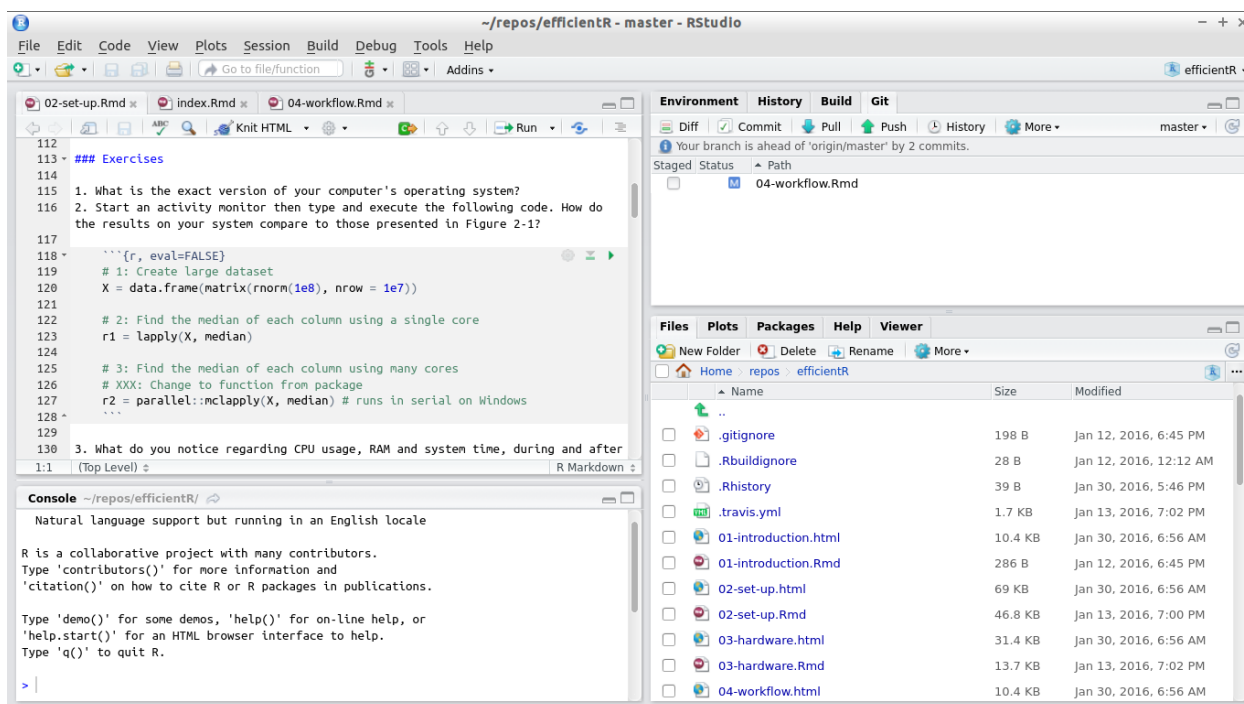 ~/repos/efficientR - master - RStudio
File Edit Code View Plots Session Build Debug Tools Help
Go to file/function Addins efficientR
02-set-up.Rmd index.Rmd 04-workflow.Rmd
ABC Knit HTML Run
112
113 ### Exercises
114
115 1. What is the exact version of your computer's operating system?
116 2. Start an activity monitor then type and execute the following code. How do
the results on your system compare to those presented in Figure 2-1?
117
118 ```{r, eval=FALSE}
119 # 1: Create large dataset
120 X = data.frame(matrix(rnorm(1e8), nrow = 1e7))
121
122 # 2: Find the median of each column using a single core
123 r1 = lapply(X, median)
124
125 # 3: Find the median of each column using many cores
126 # XXX: Change to function from package
127 r2 = parallel::mclapply(X, median) # runs in serial on Windows
128 ```
129
130 3. What do you notice regarding CPU usage, RAM and system time, during and after
1:1 (Top Level) R Markdown
Console ~/repos/efficientR/
Natural language support but running in an English locale
R is a collaborative project with many contributors.
Type 'contributors()' for more information and
'citation()' on how to cite R or R packages in publications.
Type 'demo()' for some demos, 'help()' for on-line help, or
'help.start()' for an HTML browser interface to help.
Type 'q()' to quit R.
>
Environment History Build Git
Diff Commit Pull Push History More master
Your branch is ahead of 'origin/master' by 2 commits.
Staged Status Path
M 04-workflow.Rmd
Files Plots Packages Help Viewer
New Folder Delete Rename More
Home repos efficientR
Name Size Modified
..
.gitignore 198 B Jan 12, 2016, 6:45 PM
.Rbuildignore 28 B Jan 12, 2016, 12:12 AM
.Rhistory 39 B Jan 30, 2016, 5:46 PM
.travis.yml 1.7 KB Jan 13, 2016, 7:02 PM
01-introduction.html 10.4 KB Jan 30, 2016, 6:56 AM
01-introduction.Rmd 286 B Jan 12, 2016, 6:45 PM
02-set-up.html 69 KB Jan 30, 2016, 6:56 AM
02-set-up.Rmd 46.8 KB Jan 13, 2016, 7:00 PM
03-hardware.html 31.4 KB Jan 30, 2016, 6:56 AM
03-hardware.Rmd 13.7 KB Jan 13, 2016, 7:02 PM
04-workflow.html 10.4 KB Jan 30, 2016, 6:56 AM